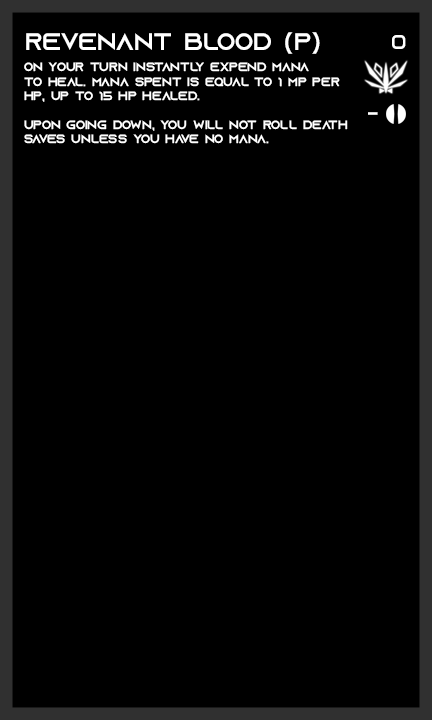 REVENANT BLOOD (P)
0
ON YOUR TURN INSTANTLY EXPEND MANA
TO HEAL. MANA SPENT IS EQUAL TO 1 MP PER
HP, UP TO 15 HP HEALED.
-
UPON GOING DOWN, YOU WILL NOT ROLL DEATH
SAVES UNLESS YOU HAVE NO MANA.